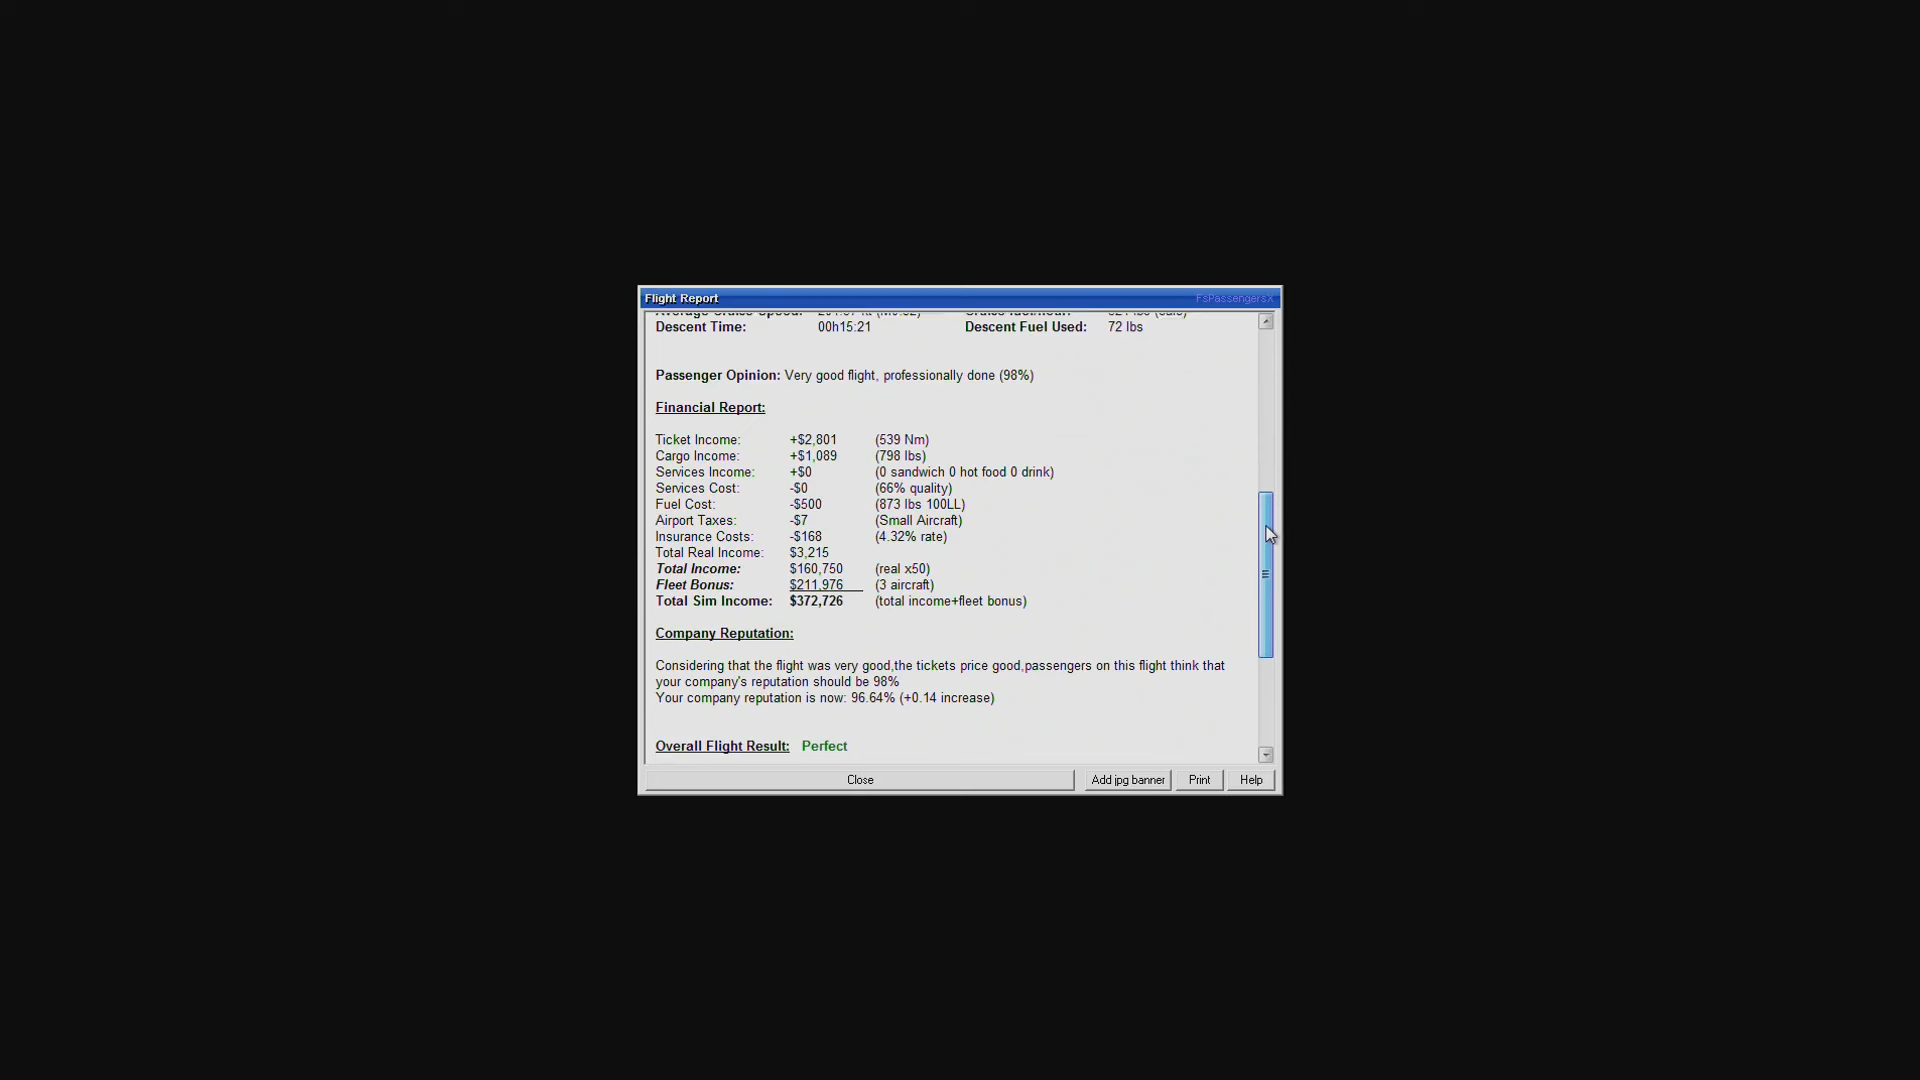 Flight Report FsPassengersX
Descent Time: 00h15:21 Descent Fuel Used: 72 lbs
Passenger Opinion: Very good flight, professionally done (98%)
Financial Report:
Ticket Income: +$2,801 (539 Nm)
Cargo Income: +$1,089 (798 lbs)
Services Income: +$0 (0 sandwich 0 hot food 0 drink)
Services Cost: -$0 (66% quality)
Fuel Cost: -$500 (873 lbs 100LL)
Airport Taxes: -$7 (Small Aircraft)
Insurance Costs: -$168 (4.32% rate)
Total Real Income: $3,215
Total Income: $160,750 (real x50)
Fleet Bonus: $211,976 (3 aircraft)
Total Sim Income: $372,726 (total income+fleet bonus)
Company Reputation:
Considering that the flight was very good,the tickets price good,passengers on this flight think that
your company's reputation should be 98%
Your company reputation is now: 96.64% (+0.14 increase)
Overall Flight Result: Perfect
Close Add jpg banner Print Help